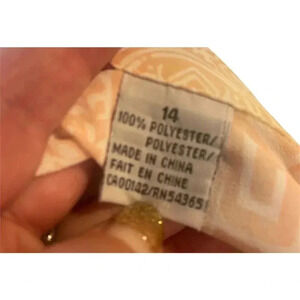 14
100% POLYESTER/
POLYESTER/
MADE IN CHINA
FAIT EN CHINE
CA00142/RN54365